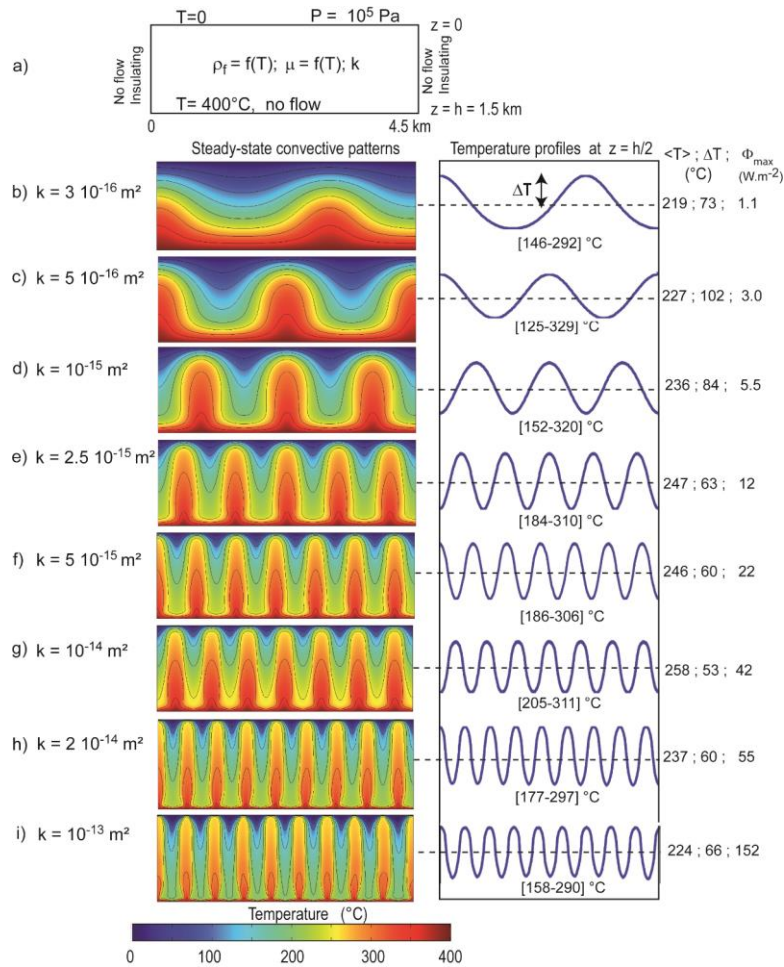 T=0 P = 10⁵ Pa z = 0
a) No flow Insulating ρf = f(T); μ = f(T); k No flow Insulating
T= 400°C, no flow z = h = 1.5 km
0 4.5 km
Steady-state convective patterns Temperature profiles at z = h/2 <T> ; ΔT ; Φmax
(°C) (W.m⁻²)
b) k = 3 10⁻¹⁶ m² ΔT 219 ; 73 ; 1.1
[146-292] °C
c) k = 5 10⁻¹⁶ m² 227 ; 102 ; 3.0
[125-329] °C
d) k = 10⁻¹⁵ m² 236 ; 84 ; 5.5
[152-320] °C
e) k = 2.5 10⁻¹⁵ m² 247 ; 63 ; 12
[184-310] °C
f) k = 5 10⁻¹⁵ m² 246 ; 60 ; 22
[186-306] °C
g) k = 10⁻¹⁴ m² 258 ; 53 ; 42
[205-311] °C
h) k = 2 10⁻¹⁴ m² 237 ; 60 ; 55
[177-297] °C
i) k = 10⁻¹³ m² 224 ; 66 ; 152
[158-290] °C
Temperature (°C)
0 100 200 300 400